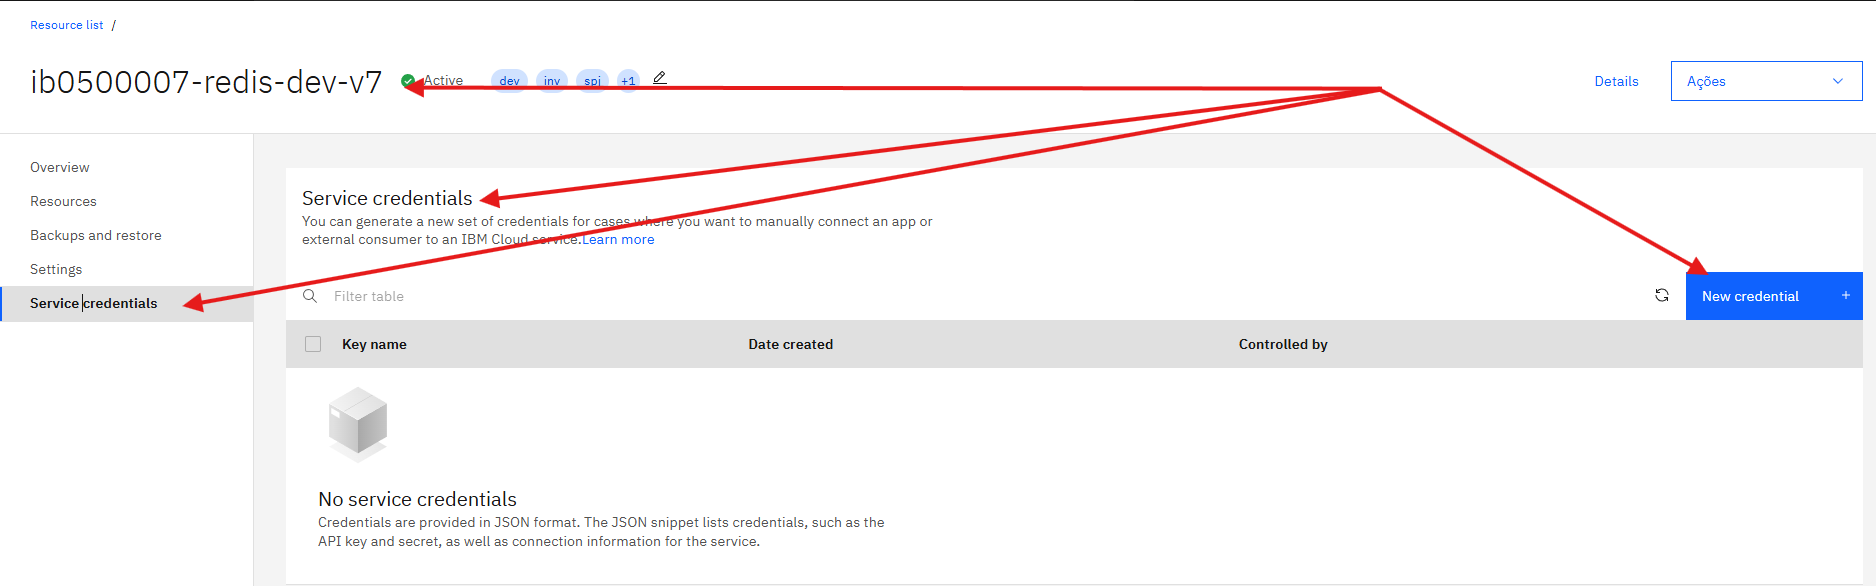 Resource list /
ib0500007-redis-dev-v7 Active dev inv spi +1
Details Ações
Overview
Resources
Backups and restore
Settings
Service credentials
Service credentials
You can generate a new set of credentials for cases where you want to manually connect an app or
external consumer to an IBM Cloud service.Learn more
Filter table
New credential +
Key name Date created Controlled by
No service credentials
Credentials are provided in JSON format. The JSON snippet lists credentials, such as the
API key and secret, as well as connection information for the service.